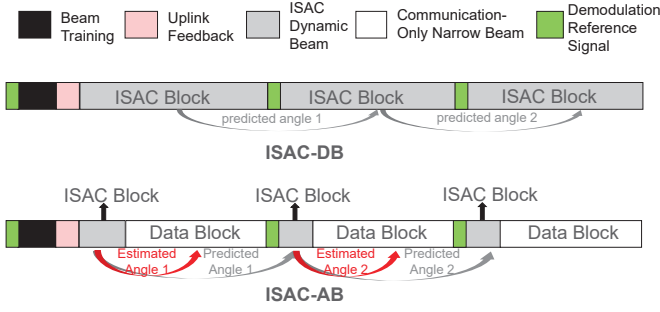 Beam
Training
Uplink
Feedback
ISAC
Dynamic
Beam
Communication-
Only Narrow Beam
Demodulation
Reference
Signal
ISAC Block
ISAC Block
ISAC Block
predicted angle 1
predicted angle 2
ISAC-DB
ISAC Block
ISAC Block
ISAC Block
Data Block
Data Block
Data Block
Estimated
Angle 1
Predicted
Angle 1
Estimated
Angle 2
Predicted
Angle 2
ISAC-AB